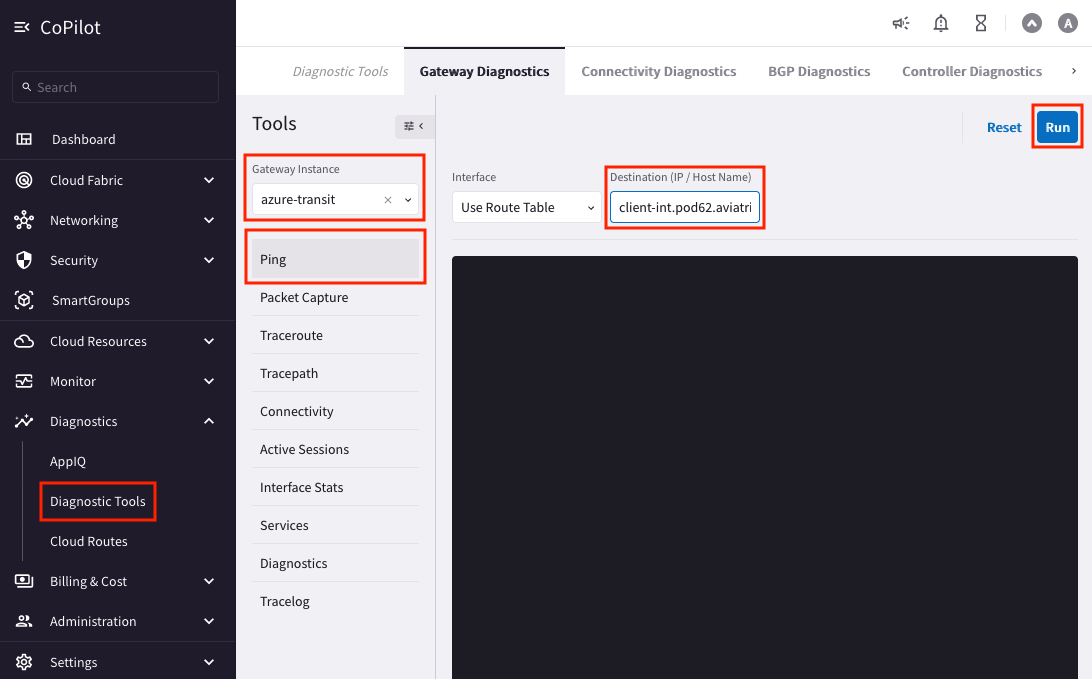 CoPilot
Search
Dashboard
Cloud Fabric
Networking
Security
SmartGroups
Cloud Resources
Monitor
Diagnostics
AppIQ
Diagnostic Tools
Cloud Routes
Billing & Cost
Administration
Settings
A
Diagnostic Tools
Gateway Diagnostics
Connectivity Diagnostics
BGP Diagnostics
Controller Diagnostics
Tools
Gateway Instance
azure-transit
Ping
Packet Capture
Traceroute
Tracepath
Connectivity
Active Sessions
Interface Stats
Services
Diagnostics
Tracelog
Reset
Run
Interface
Use Route Table
Destination (IP / Host Name)
client-int.pod62.aviatri